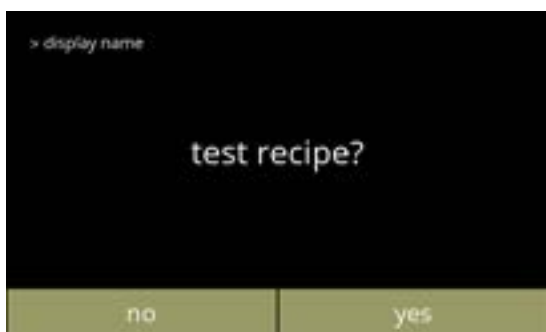 > display name
test recipe?
no
yes